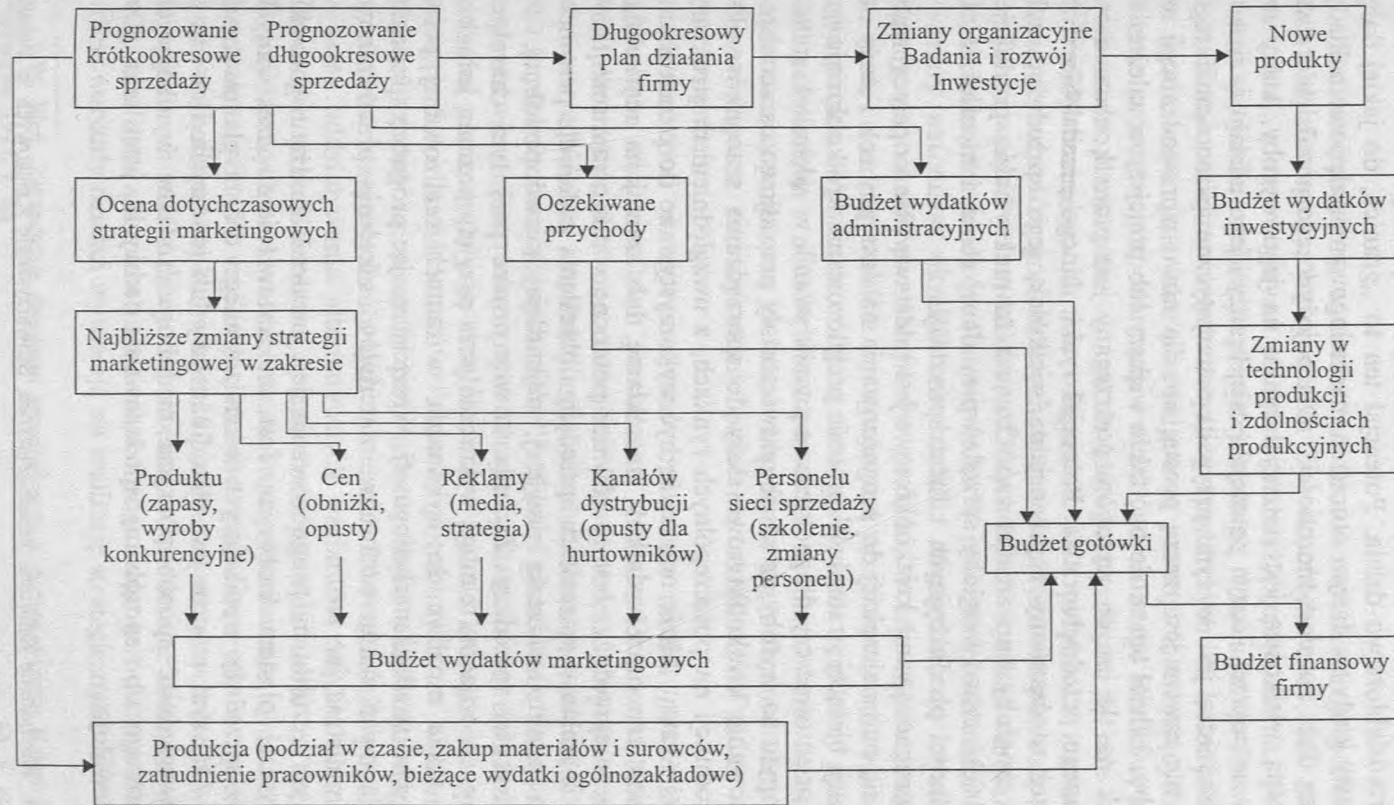 Prognozowanie
krótkookresowe
sprzedaży
Prognozowanie
długookresowe
sprzedaży
Długookresowy
plan działania
firmy
Zmiany organizacyjne
Badania i rozwój
Inwestycje
Nowe
produkty
Ocena dotychczasowych
strategii marketingowych
Oczekiwane
przychody
Budżet wydatków
administracyjnych
Budżet wydatków
inwestycyjnych
Najbliższe zmiany strategii
marketingowej w zakresie
Zmiany w
technologii
produkcji
i zdolnościach
produkcyjnych
Produktu
(zapasy,
wyroby
konkurencyjne)
Cen
(obniżki,
opusty)
Reklamy
(media,
strategia)
Kanałów
dystrybucji
(opusty dla
hurtowników)
Personelu
sieci sprzedaży
(szkolenie,
zmiany
personelu)
Budżet gotówki
Budżet wydatków marketingowych
Budżet finansowy
firmy
Produkcja (podział w czasie, zakup materiałów i surowców,
zatrudnienie pracowników, bieżące wydatki ogólnozakładowe)